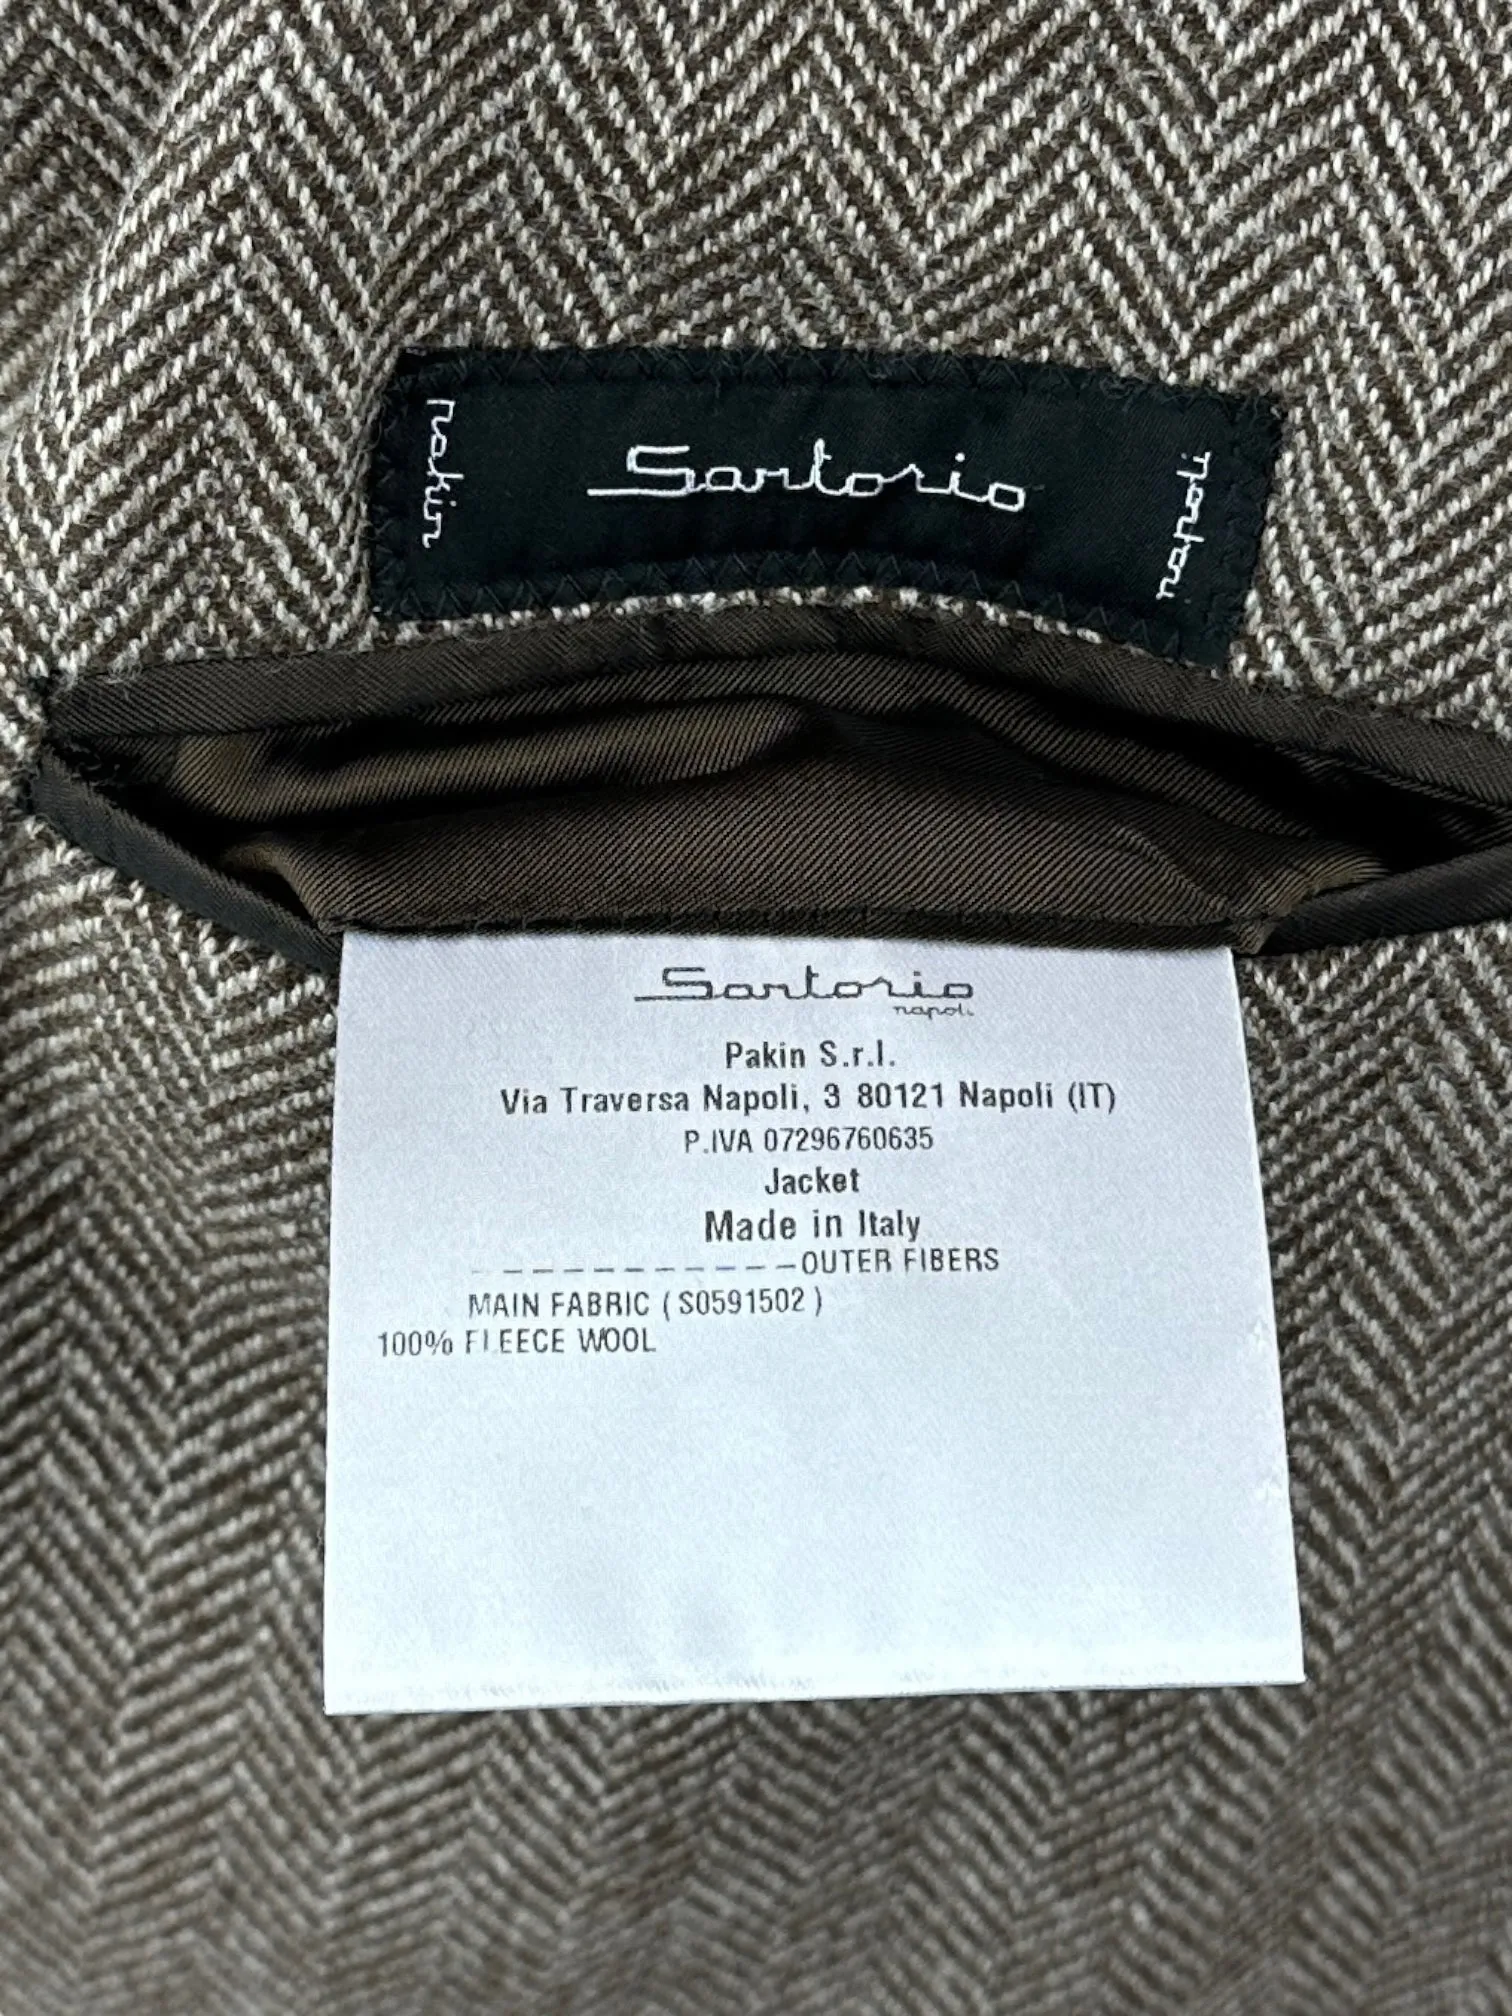 nakin
Sartorio
napoli
Sartorio
napoli
Pakin S.r.l.
Via Traversa Napoli, 3 80121 Napoli (IT)
P.IVA 07296760635
Jacket
Made in Italy
- - - - - - - - - - -OUTER FIBERS
MAIN FABRIC ( S0591502 )
100% FLEECE WOOL